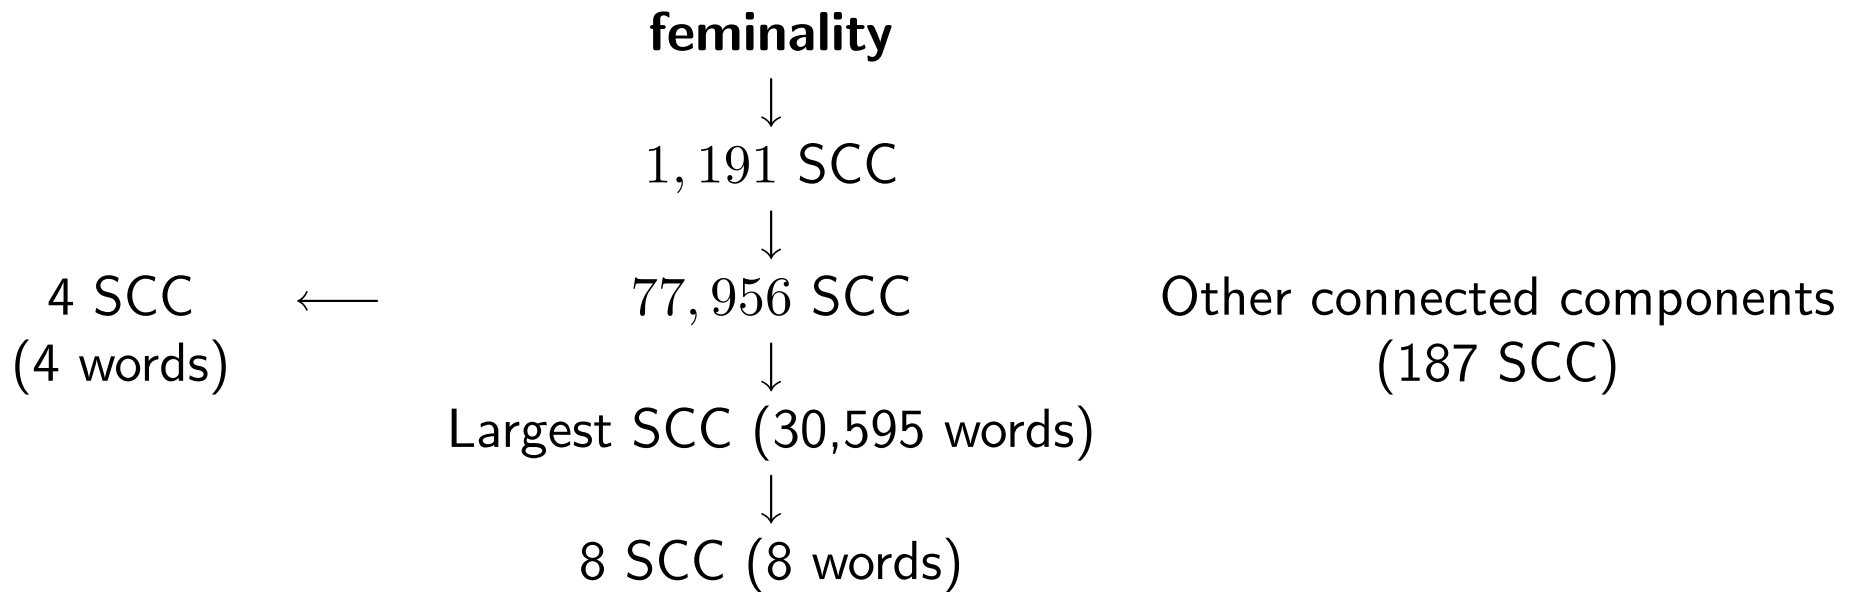 feminality
1,191 SCC
4 SCC
(4 words)
77,956 SCC
Other connected components
(187 SCC)
Largest SCC (30,595 words)
8 SCC (8 words)